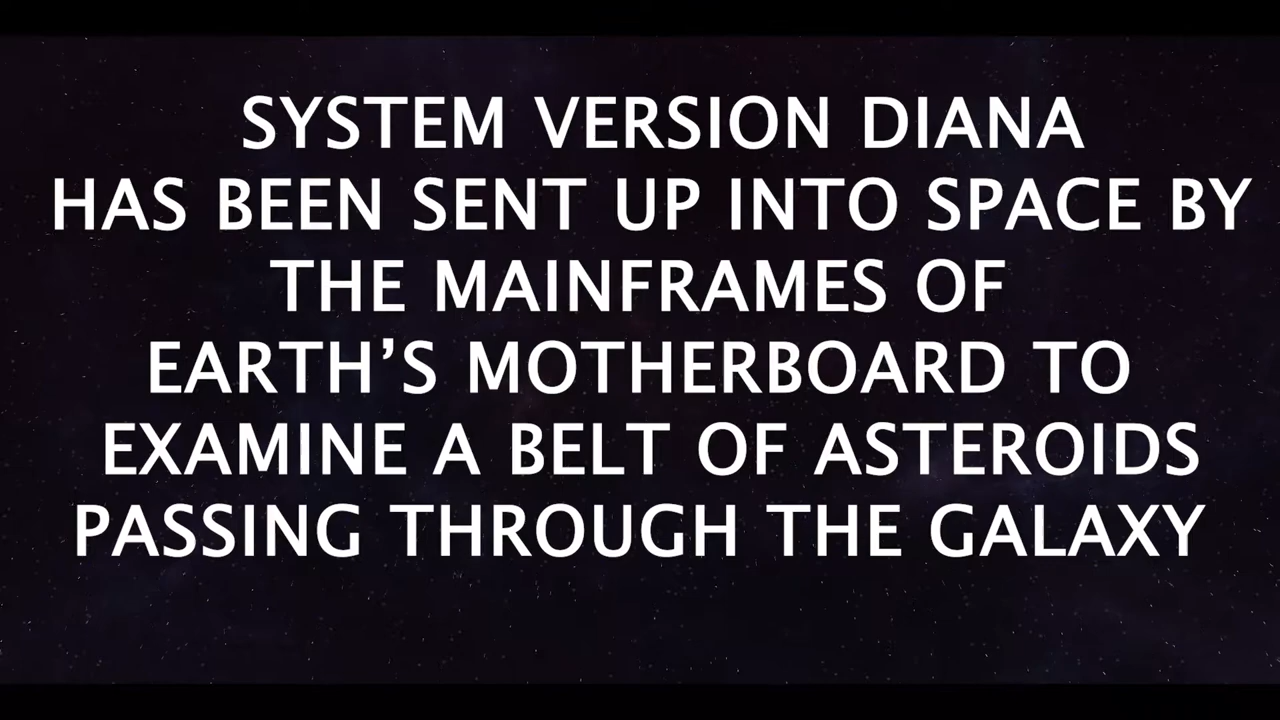 SYSTEM VERSION DIANA
HAS BEEN SENT UP INTO SPACE BY
THE MAINFRAMES OF
EARTH’S MOTHERBOARD TO
EXAMINE A BELT OF ASTEROIDS
PASSING THROUGH THE GALAXY